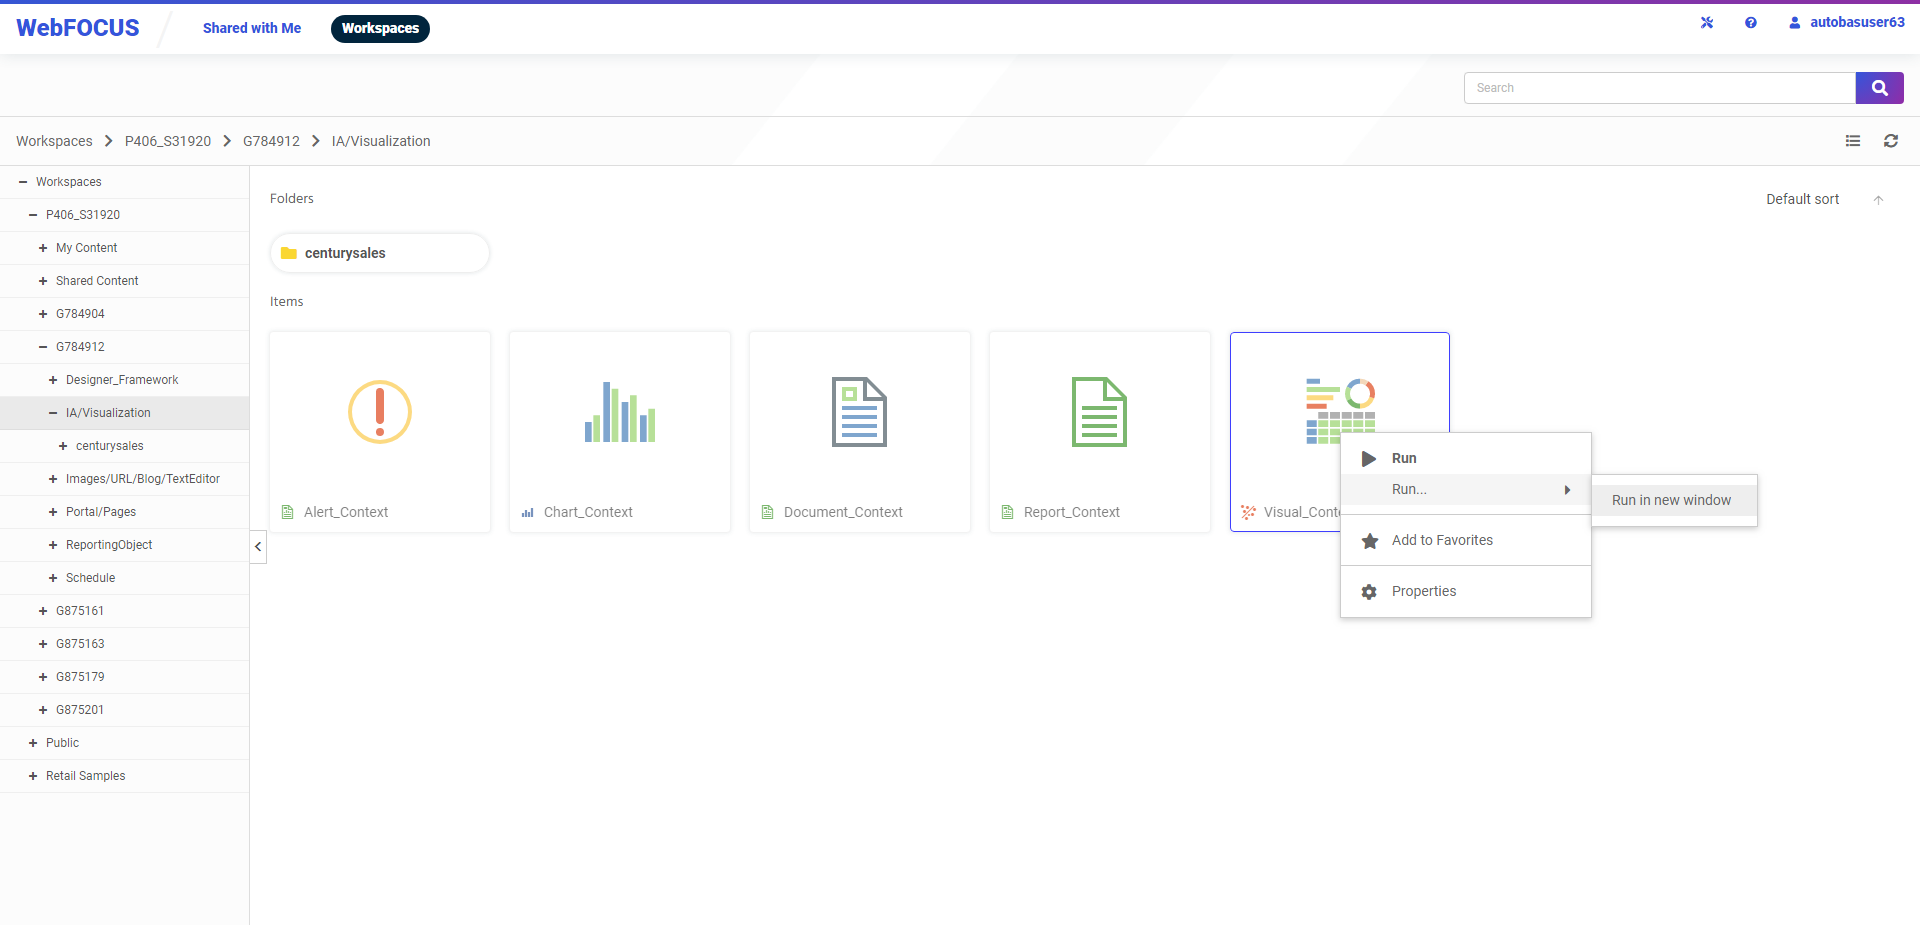 WebFOCUS
Shared with Me
Workspaces
autobasuser63
Search
Workspaces > P406_S31920 > G784912 > IA/Visualization
Workspaces
P406_S31920
My Content
Shared Content
G784904
G784912
Designer_Framework
IA/Visualization
centurysales
Images/URL/Blog/TextEditor
Portal/Pages
ReportingObject
Schedule
G875161
G875163
G875179
G875201
Public
Retail Samples
Folders
Default sort
centurysales
Items
Alert_Context
Chart_Context
Document_Context
Report_Context
Visual_Conte
Run
Run...
Run in new window
Add to Favorites
Properties